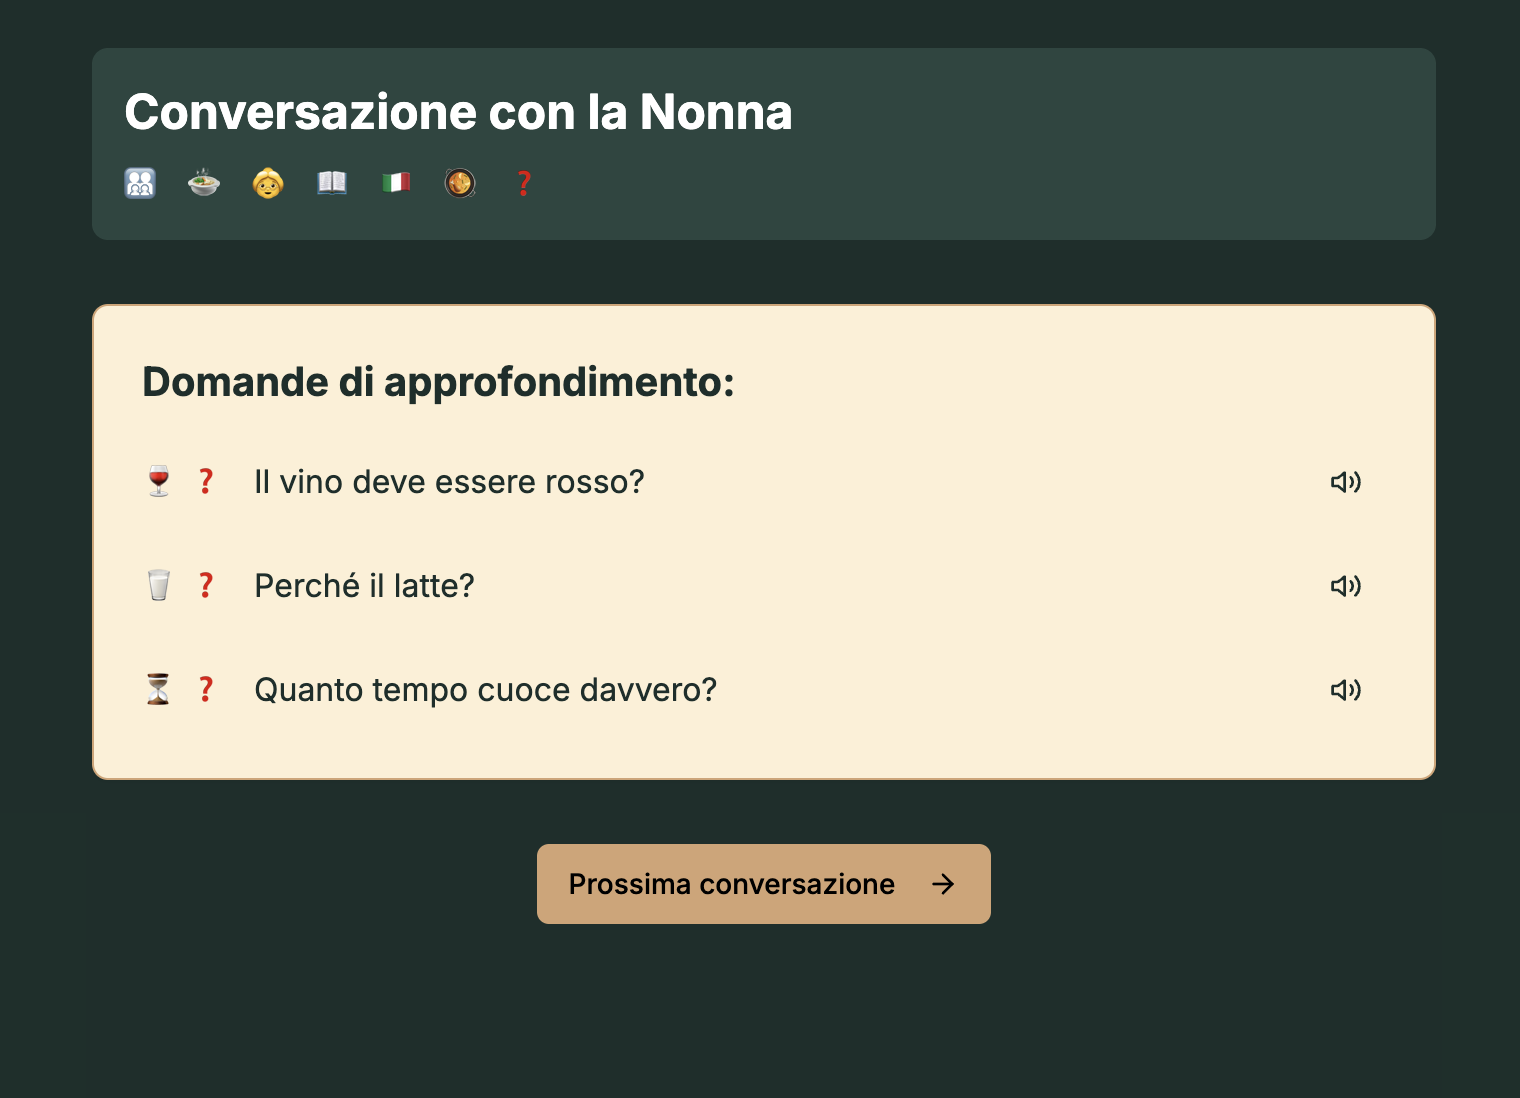 Conversazione con la Nonna
Domande di approfondimento:
Il vino deve essere rosso?
Perché il latte?
Quanto tempo cuoce davvero?
Prossima conversazione